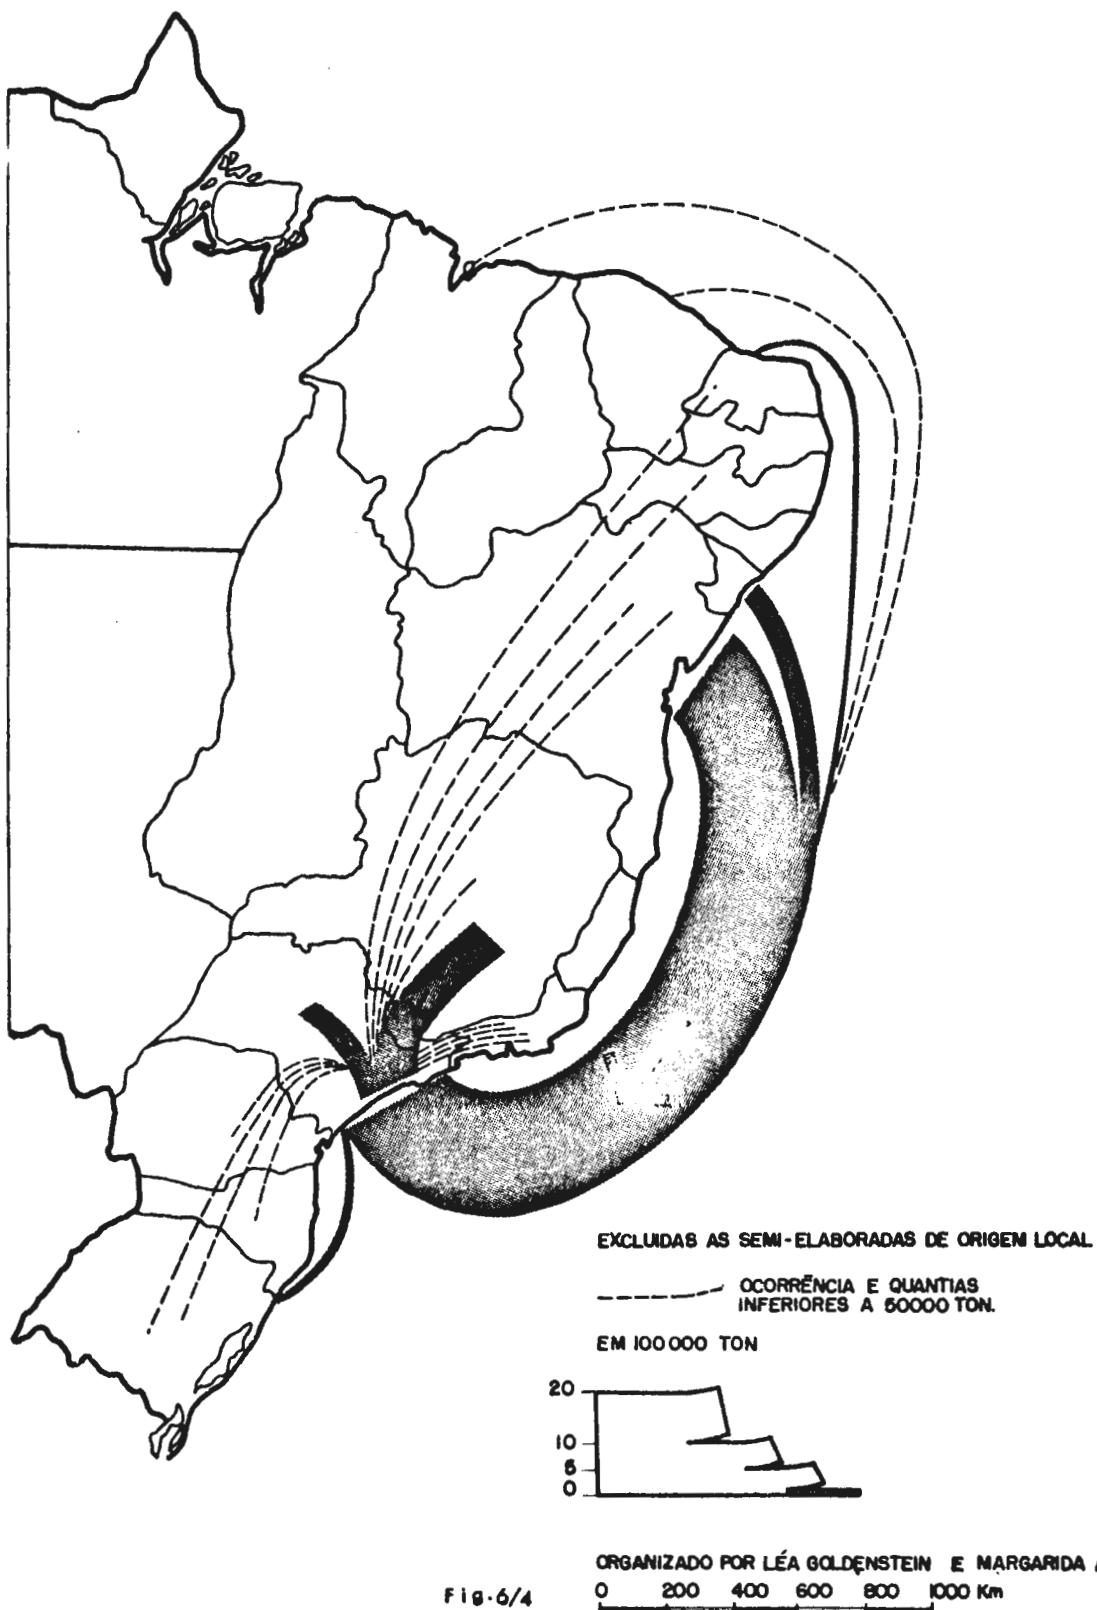 EXCLUIDAS AS SEMI-ELABORADAS DE ORIGEM LOCAL
OCORRÊNCIA E QUANTIAS
INFERIORES A 50000 TON.
EM 100000 TON
20
10
5
0
ORGANIZADO POR LÉA GOLDENSTEIN E MARGARIDA
0 200 400 600 800 1000 Km
Fig.6/4